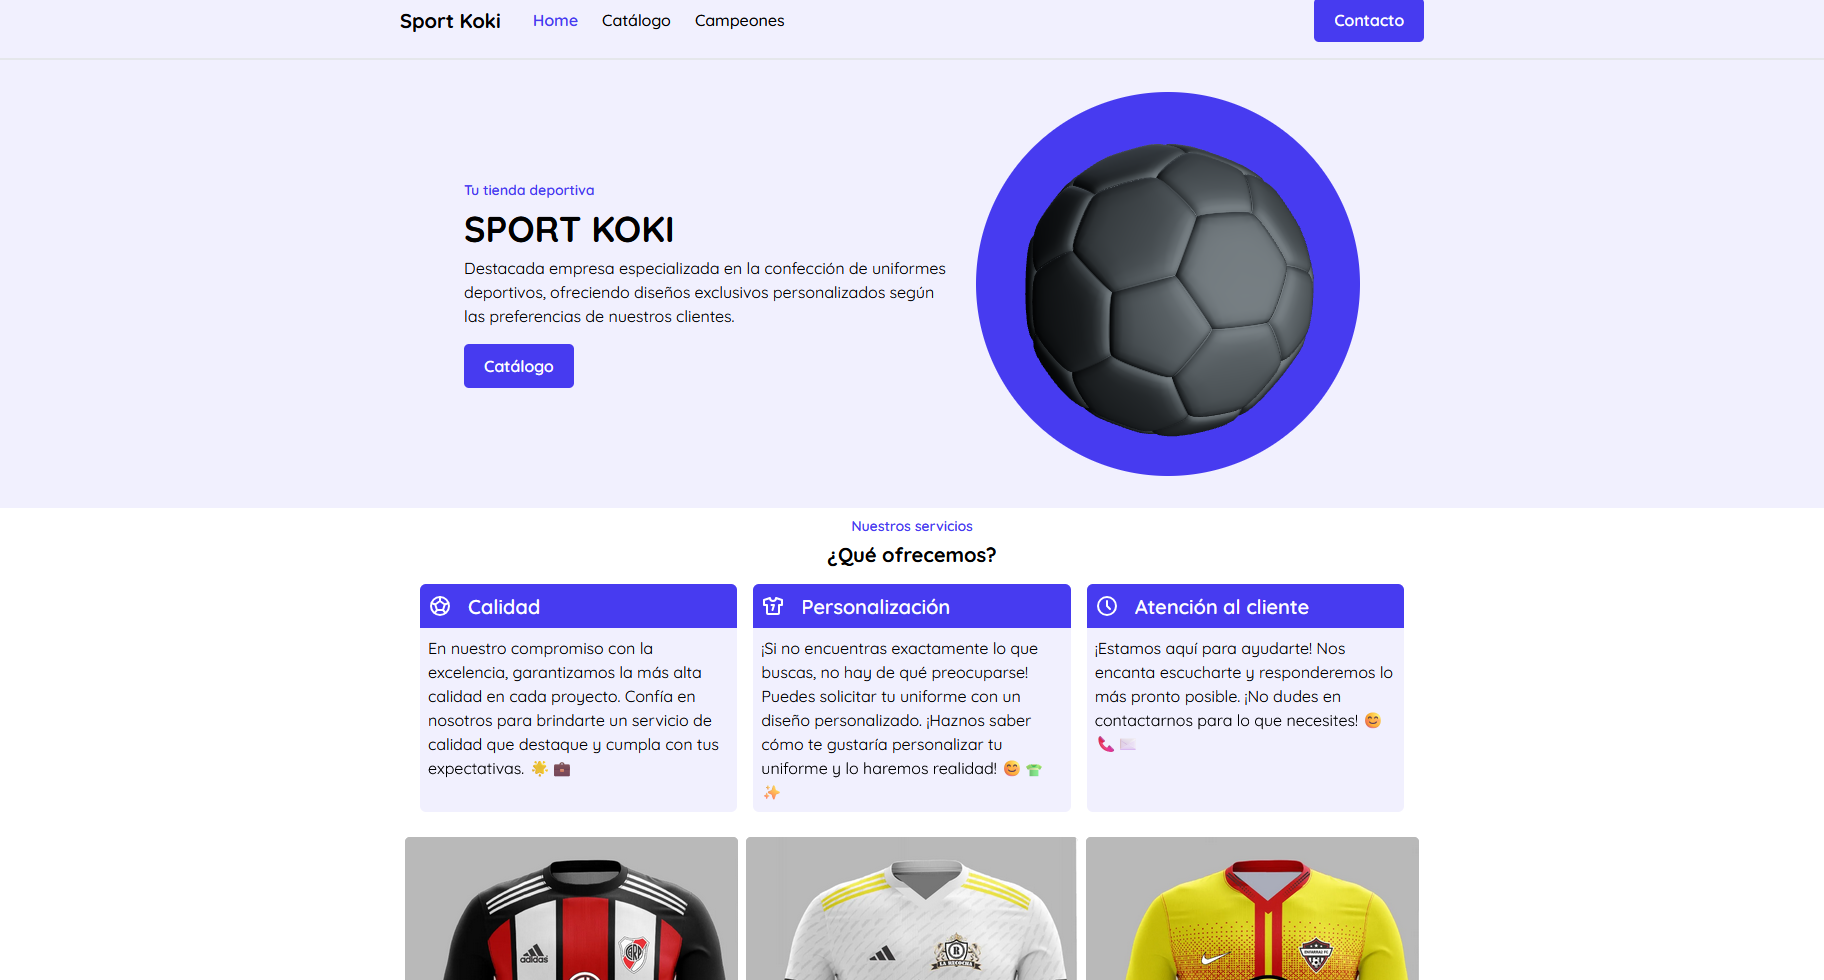 Sport Koki
Home
Catálogo
Campeones
Contacto
Tu tienda deportiva
SPORT KOKI
Destacada empresa especializada en la confección de uniformes
deportivos, ofreciendo diseños exclusivos personalizados según
las preferencias de nuestros clientes.
Catálogo
Nuestros servicios
¿Qué ofrecemos?
Calidad
En nuestro compromiso con la
excelencia, garantizamos la más alta
calidad en cada proyecto. Confía en
nosotros para brindarte un servicio de
calidad que destaque y cumpla con tus
expectativas. 🌟 💼
Personalización
¡Si no encuentras exactamente lo que
buscas, no hay de qué preocuparse!
Puedes solicitar tu uniforme con un
diseño personalizado. ¡Haznos saber
cómo te gustaría personalizar tu
uniforme y lo haremos realidad! 😊 👕
✨
Atención al cliente
¡Estamos aquí para ayudarte! Nos
encanta escucharte y responderemos lo
más pronto posible. ¡No dudes en
contactarnos para lo que necesites! 😊
📞 📧
adidas
R
LA RECOCHA